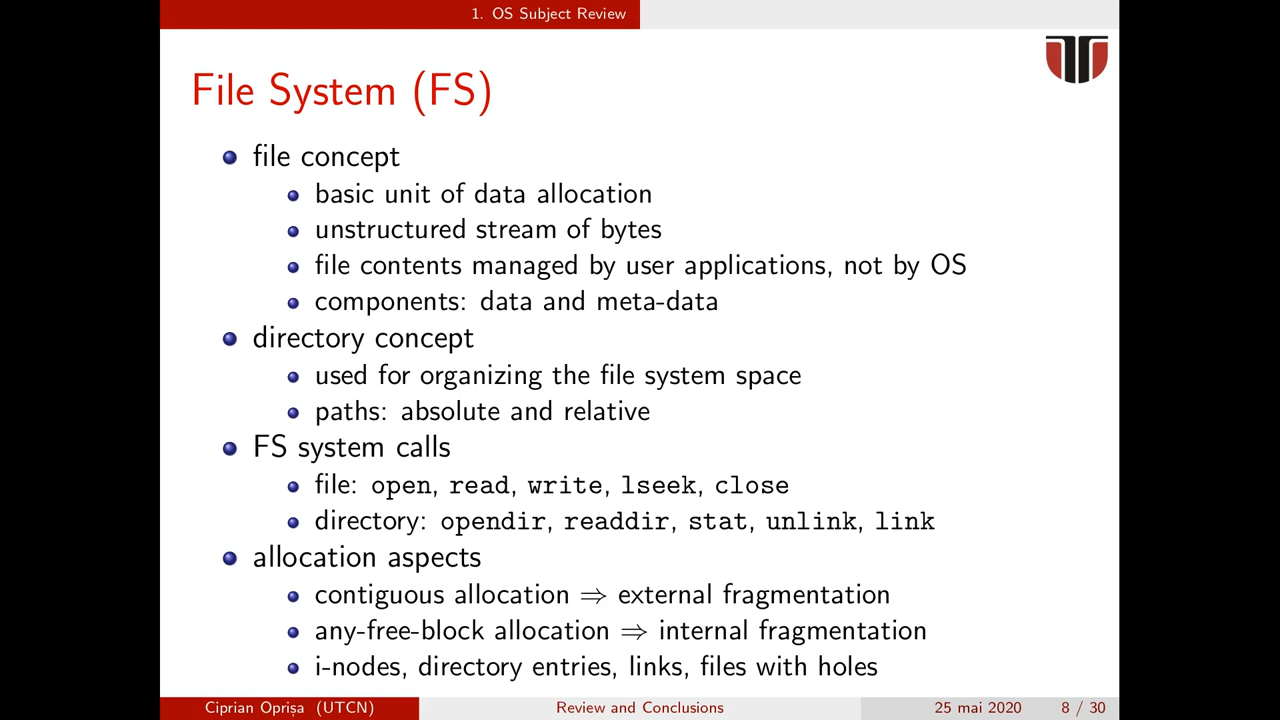 1. OS Subject Review
File System (FS)
file concept
basic unit of data allocation
unstructured stream of bytes
file contents managed by user applications, not by OS
components: data and meta-data
directory concept
used for organizing the file system space
paths: absolute and relative
FS system calls
file: open, read, write, lseek, close
directory: opendir, readdir, stat, unlink, link
allocation aspects
contiguous allocation ⇒ external fragmentation
any-free-block allocation ⇒ internal fragmentation
i-nodes, directory entries, links, files with holes
Ciprian Oprișa (UTCN) Review and Conclusions 25 mai 2020 8 / 30